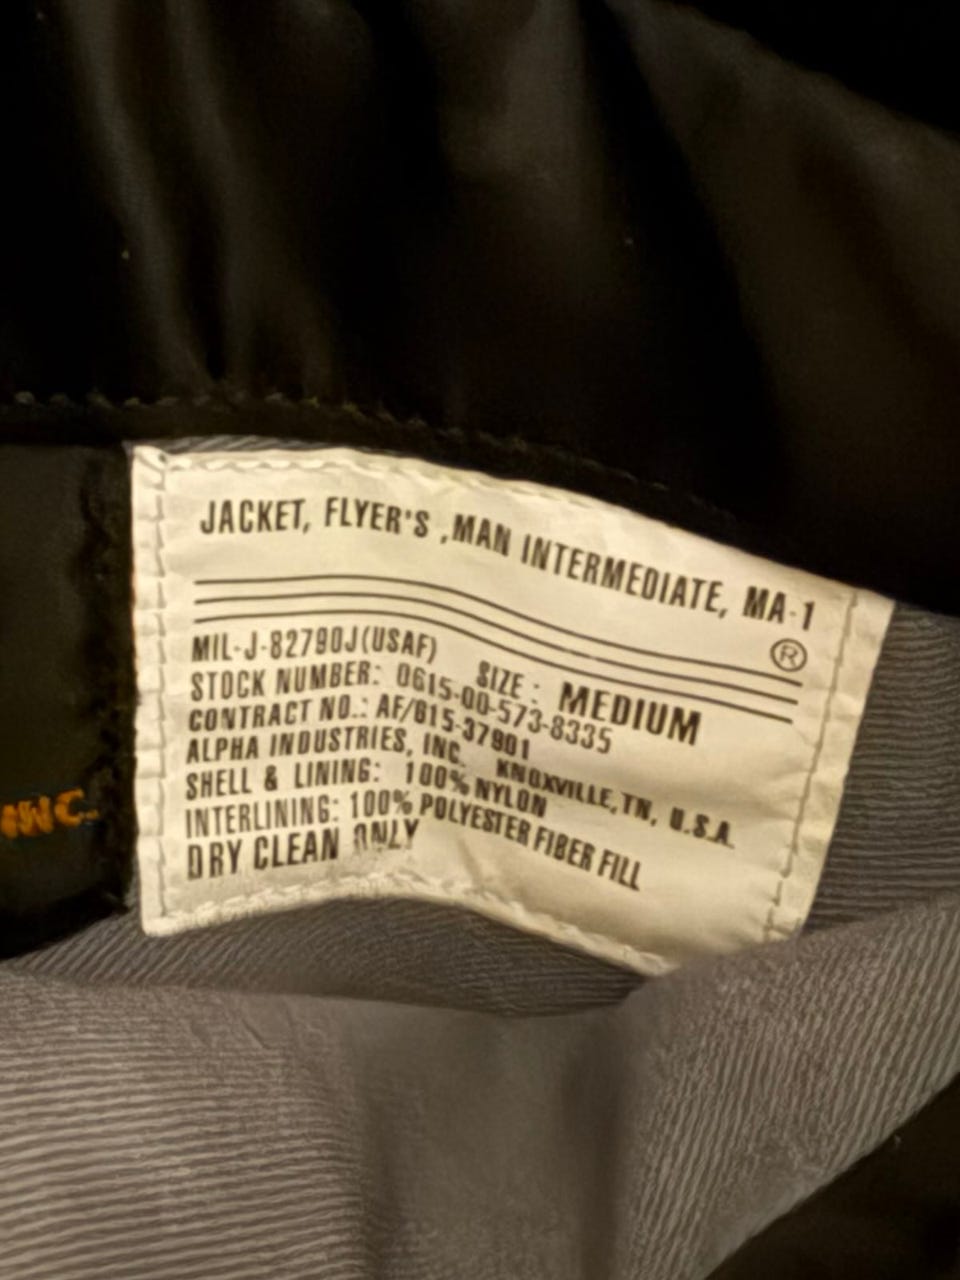 JACKET, FLYER'S ,MAN INTERMEDIATE, MA-1
®
MIL-J-82790J(USAF) SIZE: MEDIUM
STOCK NUMBER: 0615-00-573-8335
CONTRACT NO.: AF/615-37901
ALPHA INDUSTRIES, INC. KNOXVILLE, TN, U.S.A.
SHELL & LINING: 100% NYLON
INTERLINING: 100% POLYESTER FIBER FILL
DRY CLEAN ONLY
INC.